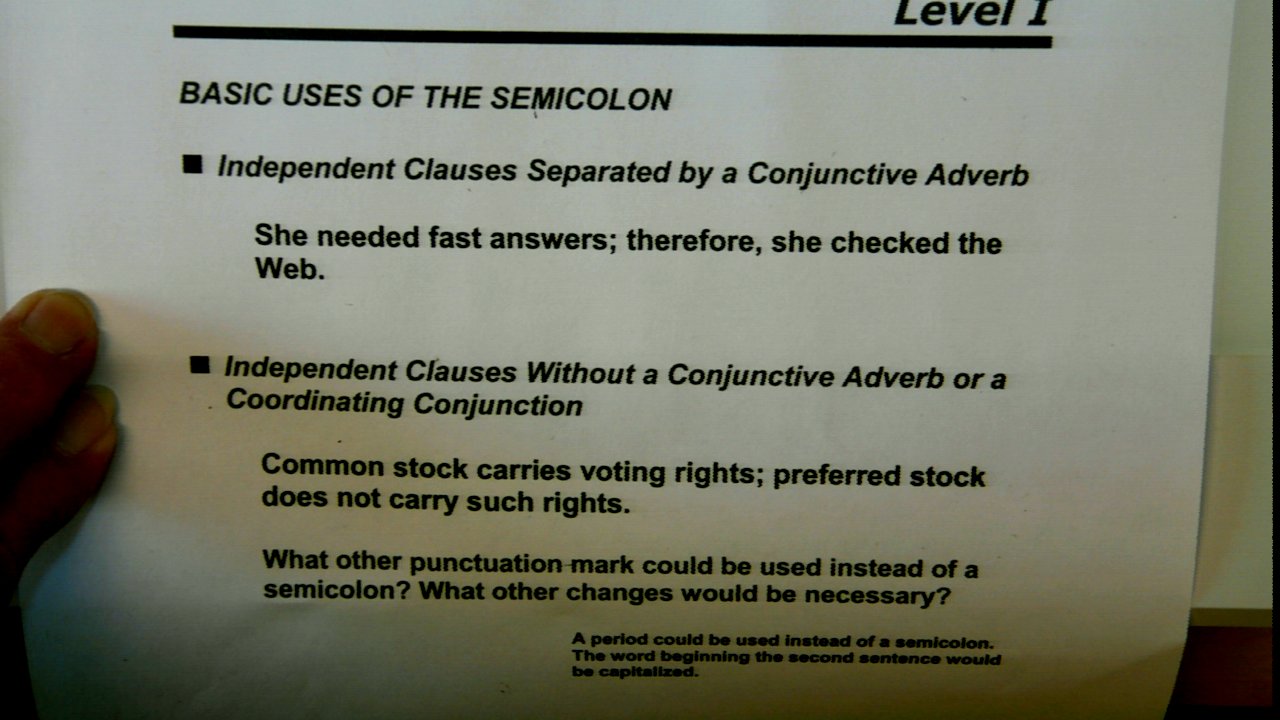 Level I
BASIC USES OF THE SEMICOLON
■ Independent Clauses Separated by a Conjunctive Adverb
She needed fast answers; therefore, she checked the
Web.
■ Independent Clauses Without a Conjunctive Adverb or a
Coordinating Conjunction
Common stock carries voting rights; preferred stock
does not carry such rights.
What other punctuation mark could be used instead of a
semicolon? What other changes would be necessary?
A period could be used instead of a semicolon.
The word beginning the second sentence would
be capitalized.